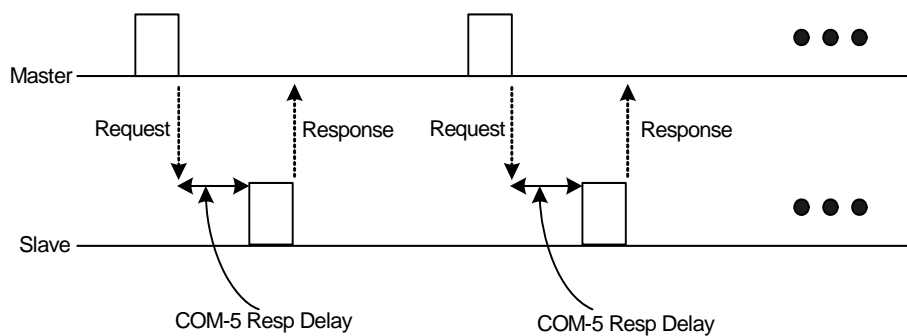 Master
Request
Response
Request
Response
Slave
COM-5 Resp Delay
COM-5 Resp Delay